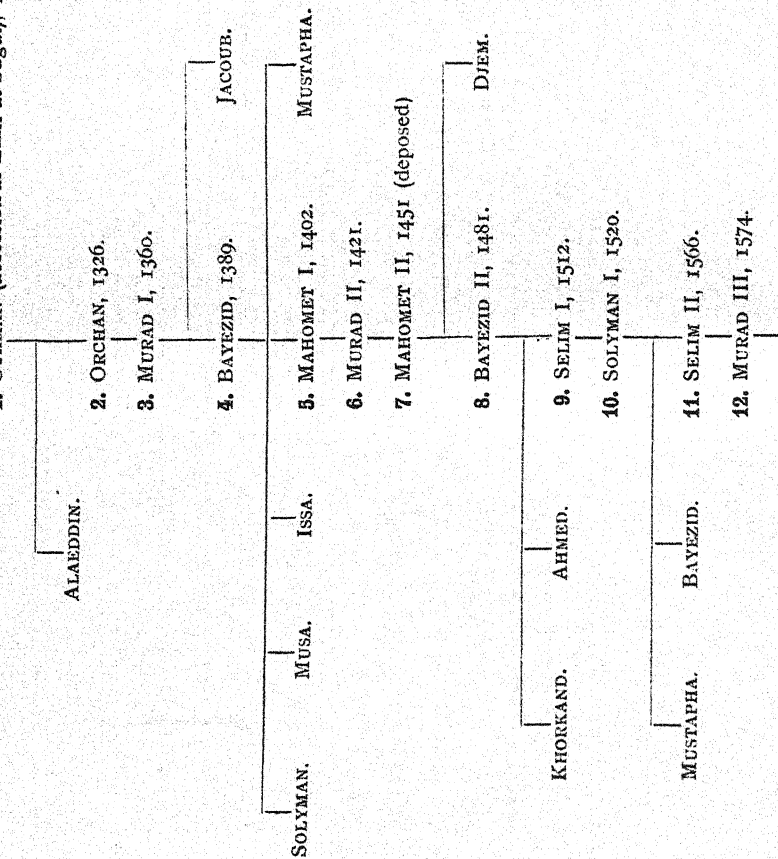 ALAEDDIN.
2. ORCHAN, 1326.
3. MURAD I, 1360.
4. BAYEZID, 1389. JACOUB.
SOLYMAN. MUSA. ISSA. 5. MAHOMET I, 1402. MUSTAPHA.
6. MURAD II, 1421.
7. MAHOMET II, 1451 (deposed)
8. BAYEZID II, 1481. DJEM.
KHORKAND. AHMED. 9. SELIM I, 1512.
10. SOLYMAN I, 1520.
MUSTAPHA. BAYEZID. 11. SELIM II, 1566.
12. MURAD III, 1574.